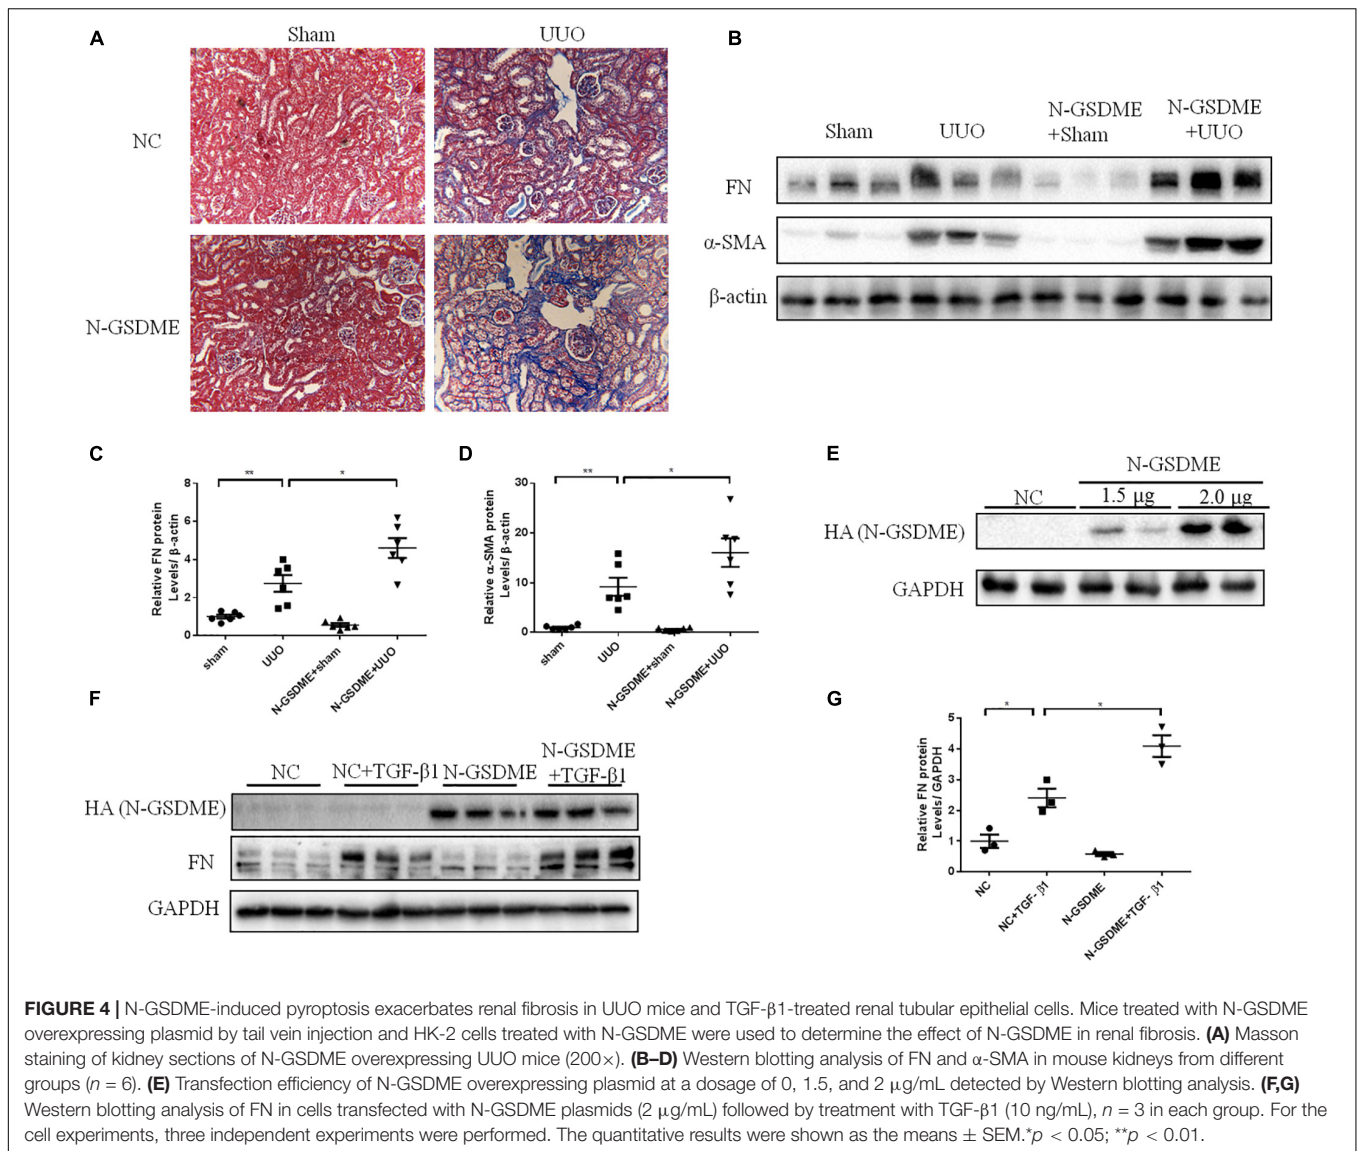 A
Sham
UUO
NC
N-GSDME
B
Sham
UUO
N-GSDME
+Sham
N-GSDME
+UUO
FN
α-SMA
β-actin
C
Relative FN protein
Levels/ β-actin
8
6
4
2
0
**
*
sham
UUO
N-GSDME+sham
N-GSDME+UUO
D
Relative α-SMA protein
Levels/ β-actin
30
20
10
0
**
*
sham
UUO
N-GSDME+sham
N-GSDME+UUO
E
N-GSDME
NC
1.5 μg
2.0 μg
HA (N-GSDME)
GAPDH
F
NC
NC+TGF-β1
N-GSDME
N-GSDME
+TGF-β1
HA (N-GSDME)
FN
GAPDH
G
Relative FN protein
Levels/ GAPDH
5
4
3
2
1
0
*
*
NC
NC+TGF- β1
N-GSDME
N-GSDME+TGF- β1
FIGURE 4 | N-GSDME-induced pyroptosis exacerbates renal fibrosis in UUO mice and TGF-β1-treated renal tubular epithelial cells. Mice treated with N-GSDME
overexpressing plasmid by tail vein injection and HK-2 cells treated with N-GSDME were used to determine the effect of N-GSDME in renal fibrosis. (A) Masson
staining of kidney sections of N-GSDME overexpressing UUO mice (200×). (B–D) Western blotting analysis of FN and α-SMA in mouse kidneys from different
groups (n = 6). (E) Transfection efficiency of N-GSDME overexpressing plasmid at a dosage of 0, 1.5, and 2 μg/mL detected by Western blotting analysis. (F,G)
Western blotting analysis of FN in cells transfected with N-GSDME plasmids (2 μg/mL) followed by treatment with TGF-β1 (10 ng/mL), n = 3 in each group. For the
cell experiments, three independent experiments were performed. The quantitative results were shown as the means ± SEM.*p < 0.05; **p < 0.01.